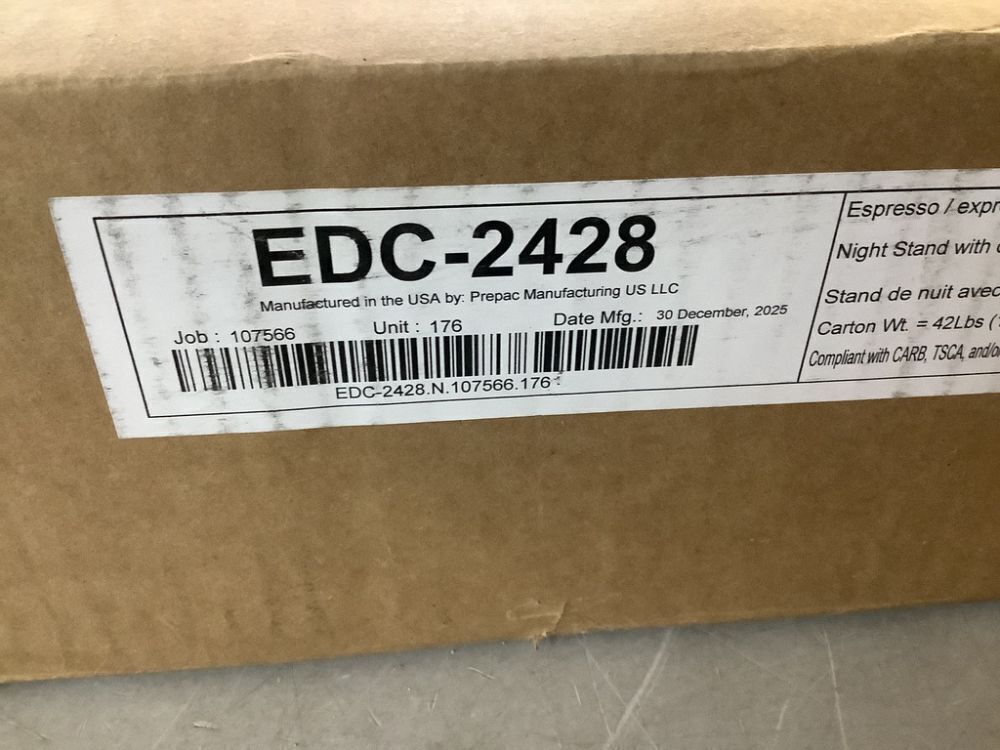 EDC-2428
Manufactured in the USA by: Prepac Manufacturing US LLC
Job : 107566 Unit : 176 Date Mfg.: 30 December, 2025
EDC-2428.N.107566.176
Espresso /
Night Stand with
Stand de nuit avec
Carton Wt. = 42Lbs (
Compliant with CARB, TSCA, and/or